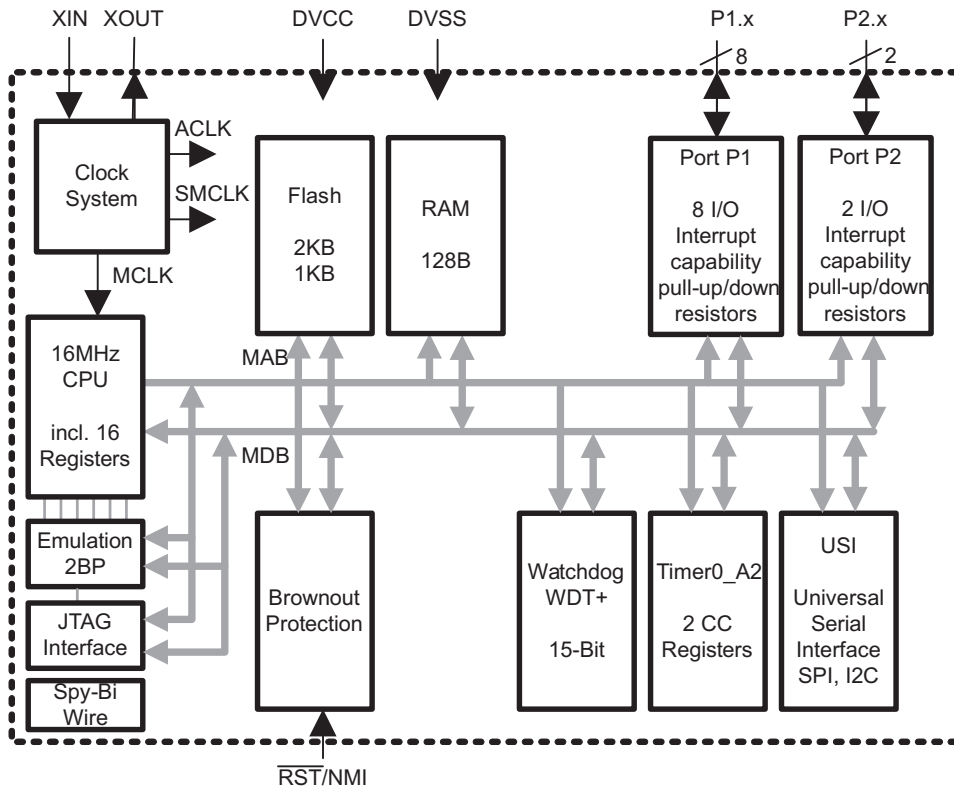 XIN XOUT DVCC DVSS P1.x P2.x
8 2
ACLK
SMCLK
MCLK
Clock
System
Flash
2KB
1KB
RAM
128B
Port P1
8 I/O
Interrupt
capability
pull-up/down
resistors
Port P2
2 I/O
Interrupt
capability
pull-up/down
resistors
16MHz
CPU
incl. 16
Registers
MAB
MDB
Emulation
2BP
JTAG
Interface
Spy-Bi
Wire
Brownout
Protection
Watchdog
WDT+
15-Bit
Timer0_A2
2 CC
Registers
USI
Universal
Serial
Interface
SPI, I2C
RST/NMI